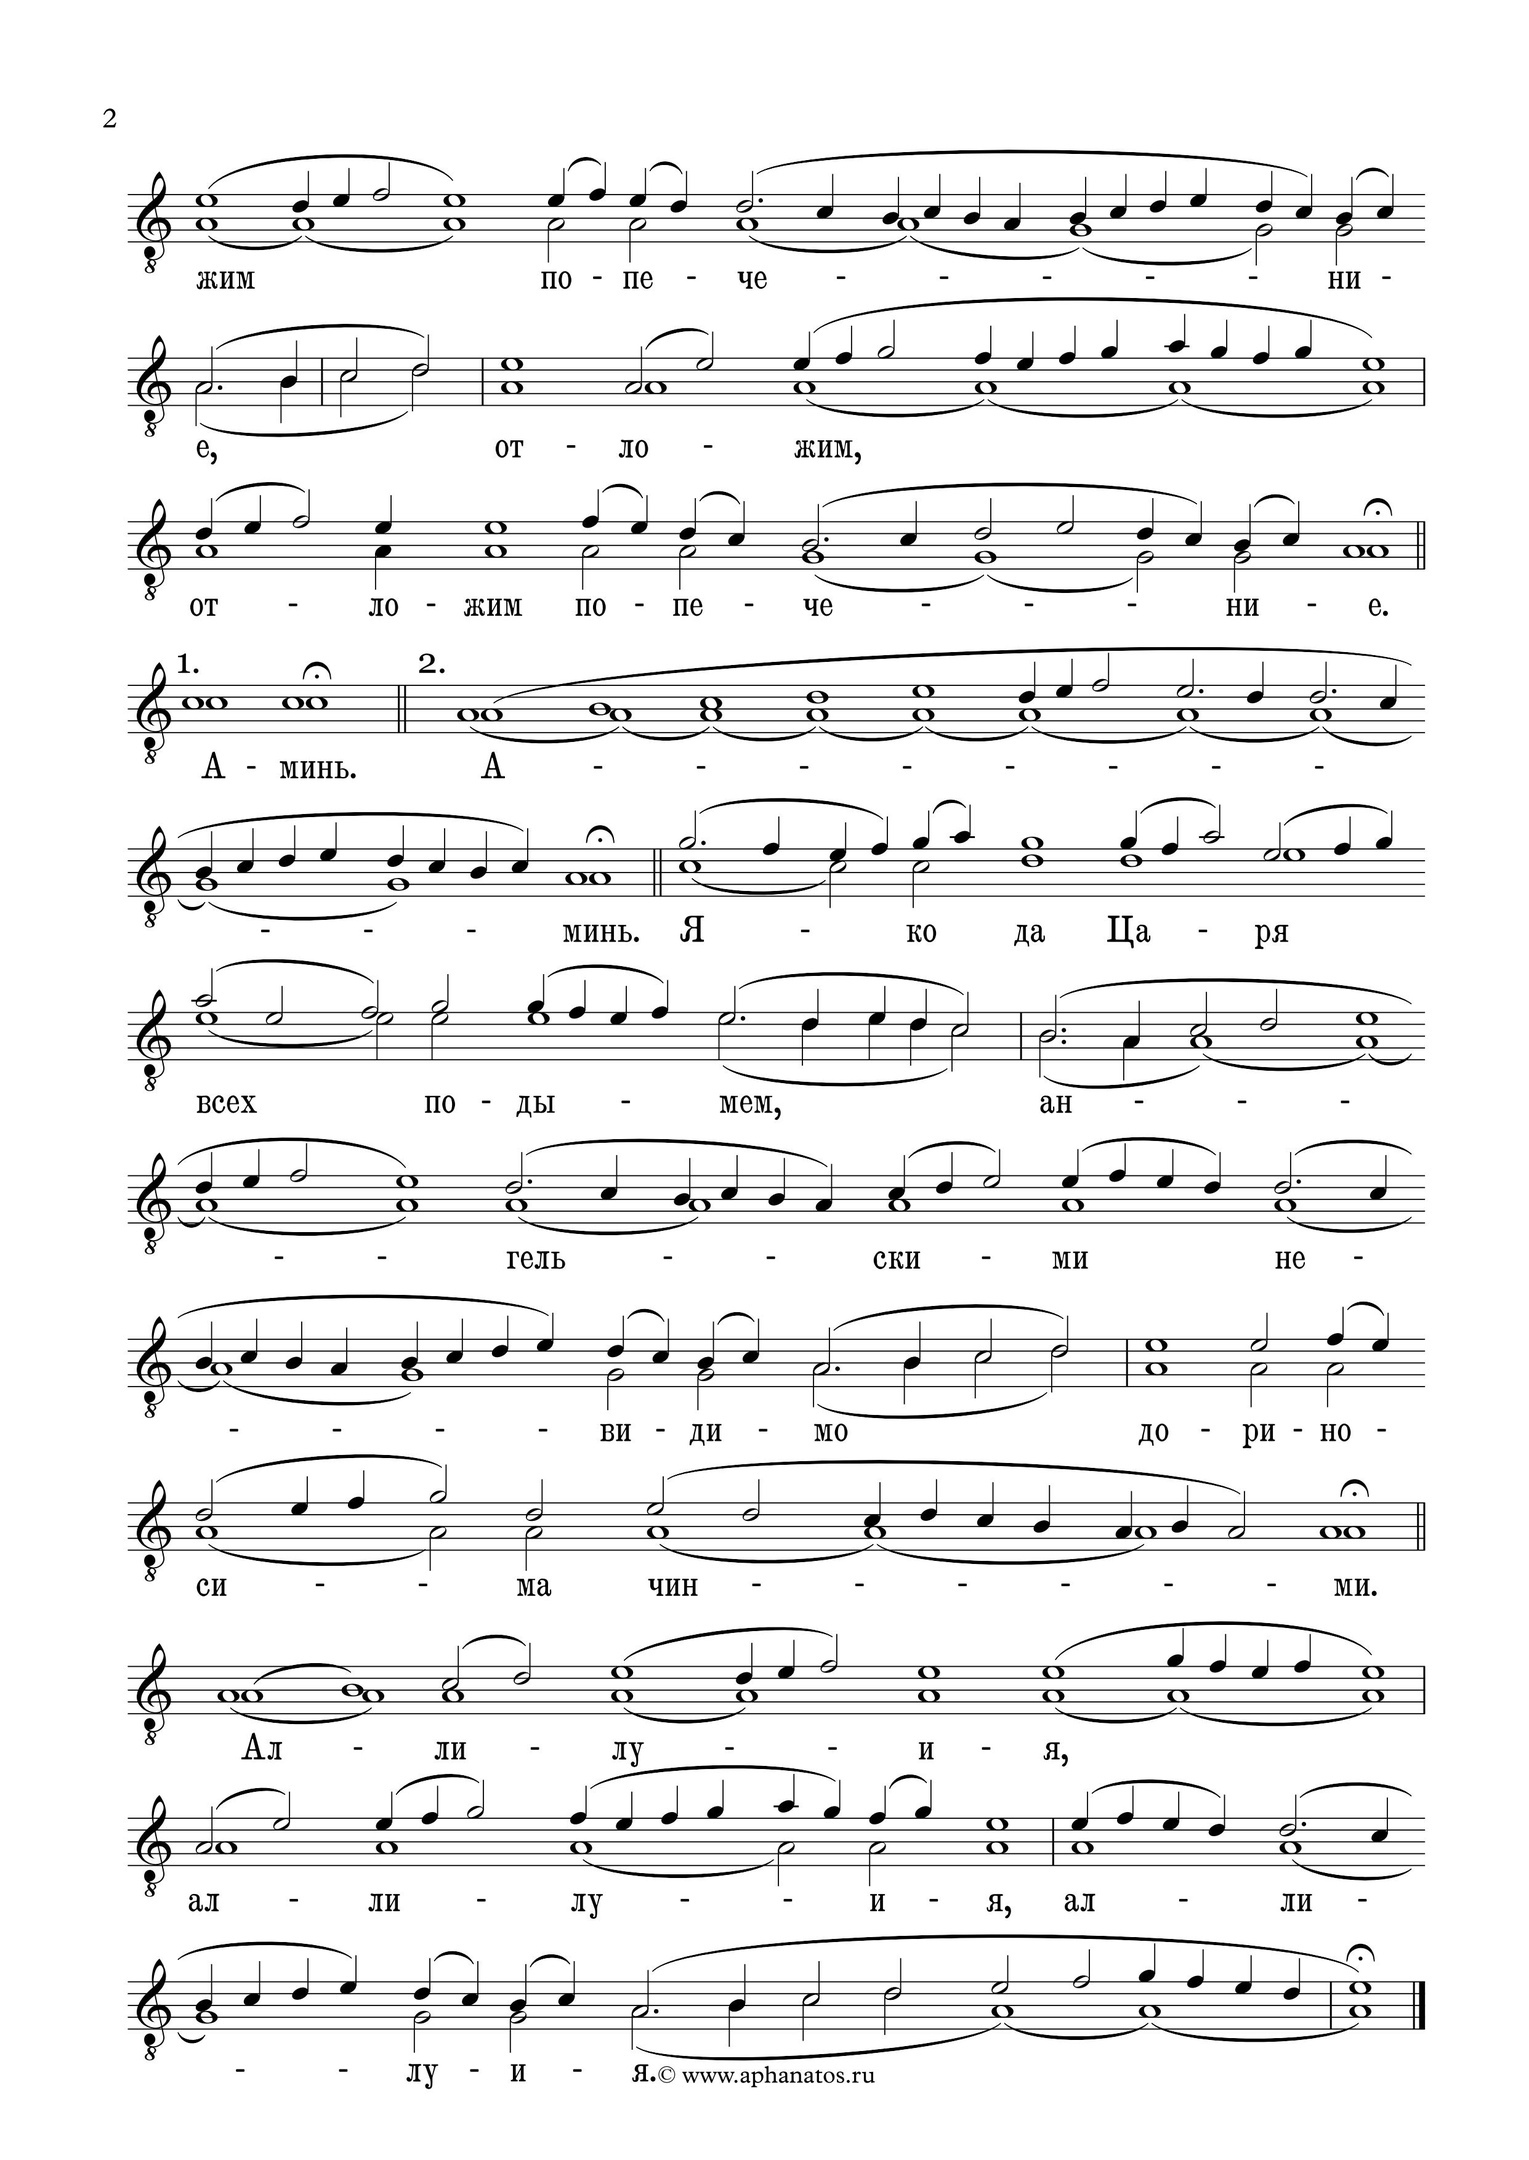 2
жим по - пе - че - - - - - ни -
е, от - ло - жим,
от - ло - жим по - пе - че - - - ни - е.
1. 2.
А - минь. А - - - - - - - -
- - - минь. Я - ко да Ца - ря
всех по - ды - мем, ан - - -
- - гель - - ски - ми не -
- - - - ви - ди - мо до - ри - но -
си - - ма чин - - - - - - ми.
Ал - ли - лу - - и - я,
ал - ли - лу - - и - я, ал - ли -
- - лу - и - я.© www.aphanatos.ru